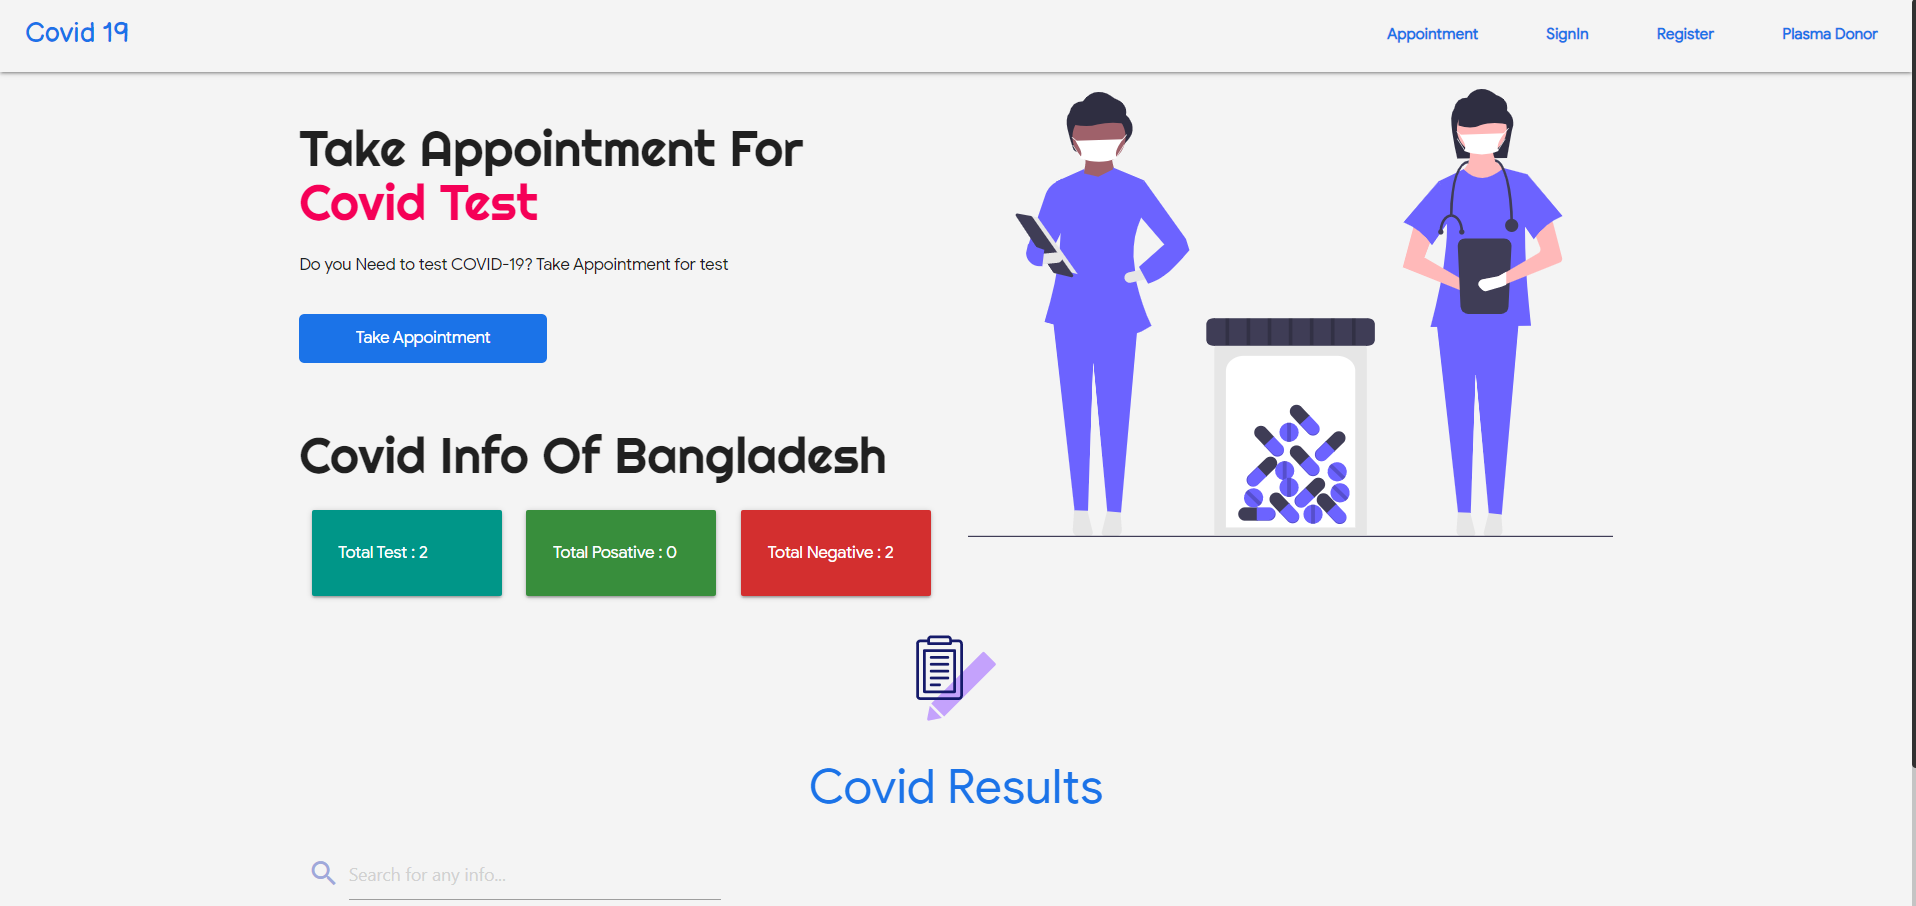 Covid 19
Appointment
SignIn
Register
Plasma Donor
Take Appointment For
Covid Test
Do you Need to test COVID-19? Take Appointment for test
Take Appointment
Covid Info Of Bangladesh
Total Test : 2
Total Posative : 0
Total Negative : 2
Covid Results
Search for any info...